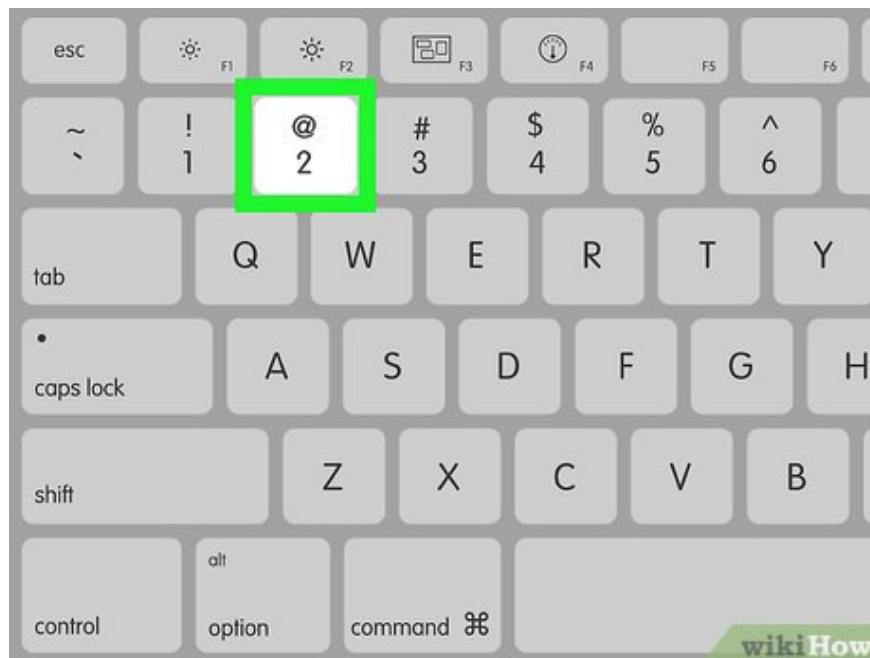 esc F1 F2 F3 F4 F5 F6
~ ! @ # $ % ^
` 1 2 3 4 5 6
Q W E R T Y
tab
A S D F G H
caps lock
Z X C V B
shift
alt
control option command ⌘
wikiHow